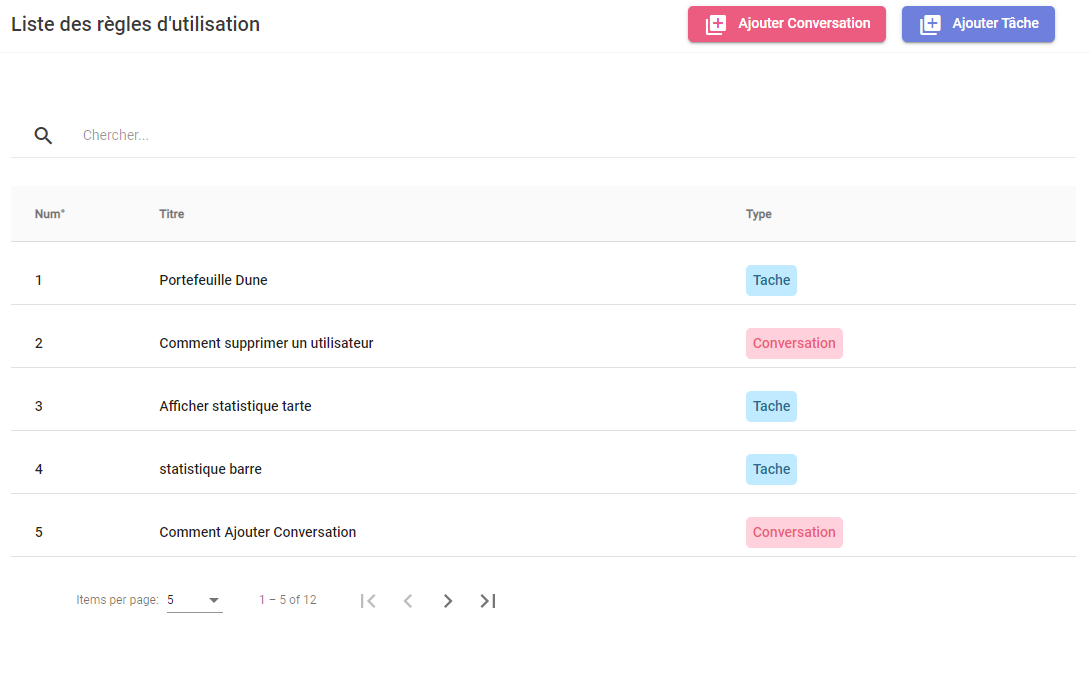 Liste des règles d'utilisation
Ajouter Conversation
Ajouter Tâche
Chercher...
Num° Titre Type
1 Portefeuille Dune Tache
2 Comment supprimer un utilisateur Conversation
3 Afficher statistique tarte Tache
4 statistique barre Tache
5 Comment Ajouter Conversation Conversation
Items per page: 5 1 – 5 of 12